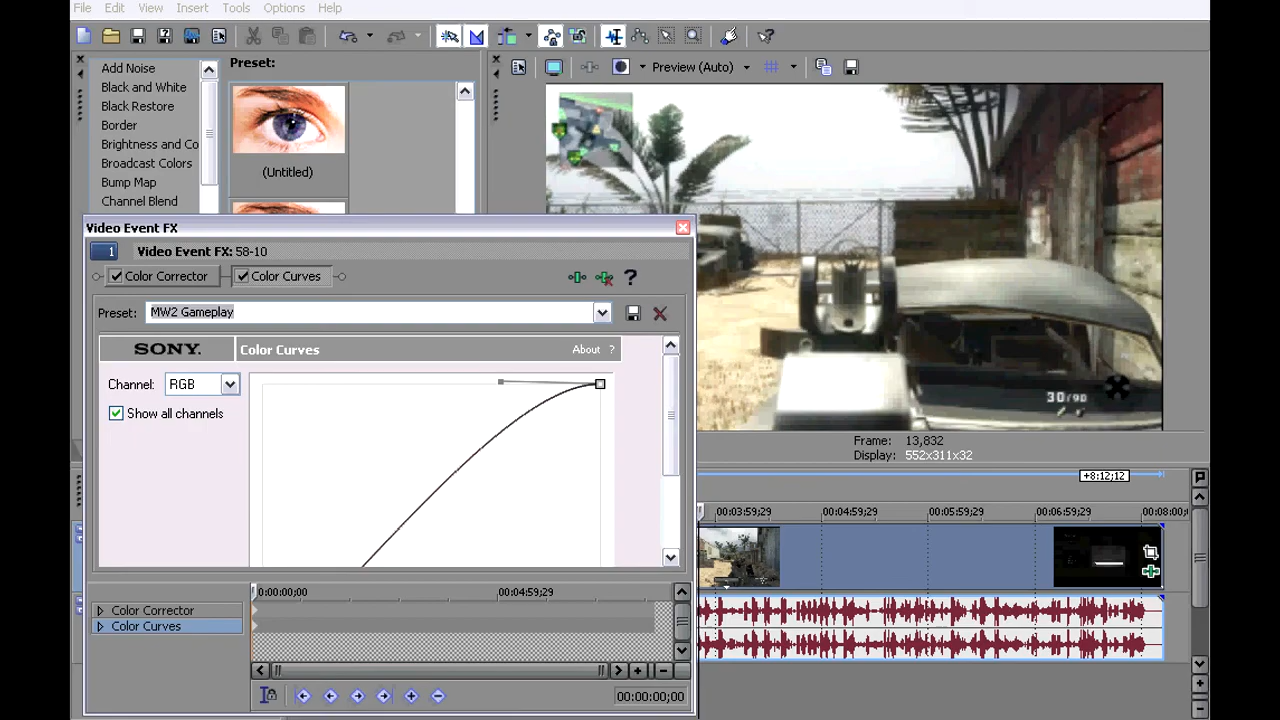 File Edit View Insert Tools Options Help
Preset:
Add Noise
Black and White
Black Restore
Border
Brightness and Co
Broadcast Colors
Bump Map
Channel Blend
(Untitled)
Preview (Auto)
30/90
Frame: 13,832
Display: 552x311x32
Video Event FX
1 Video Event FX: 58-10
Color Corrector Color Curves
?
Preset: MW2 Gameplay
SONY. Color Curves About ?
Channel: RGB
Show all channels
+8:12;12
00:03:59;29 00:04:59;29 00:05:59;29 00:06:59;29 00:08:00;
0:00:00;00 00:04:59;29
Color Corrector
Color Curves
00:00:00;00